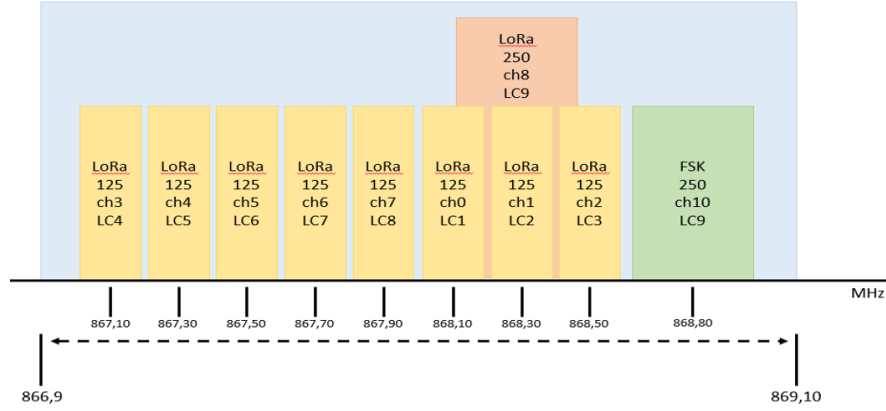 LoRa
250
ch8
LC9
LoRa
125
ch3
LC4
LoRa
125
ch4
LC5
LoRa
125
ch5
LC6
LoRa
125
ch6
LC7
LoRa
125
ch7
LC8
LoRa
125
ch0
LC1
LoRa
125
ch1
LC2
LoRa
125
ch2
LC3
FSK
250
ch10
LC9
MHz
867,10
867,30
867,50
867,70
867,90
868,10
868,30
868,50
868,80
866,9
869,10